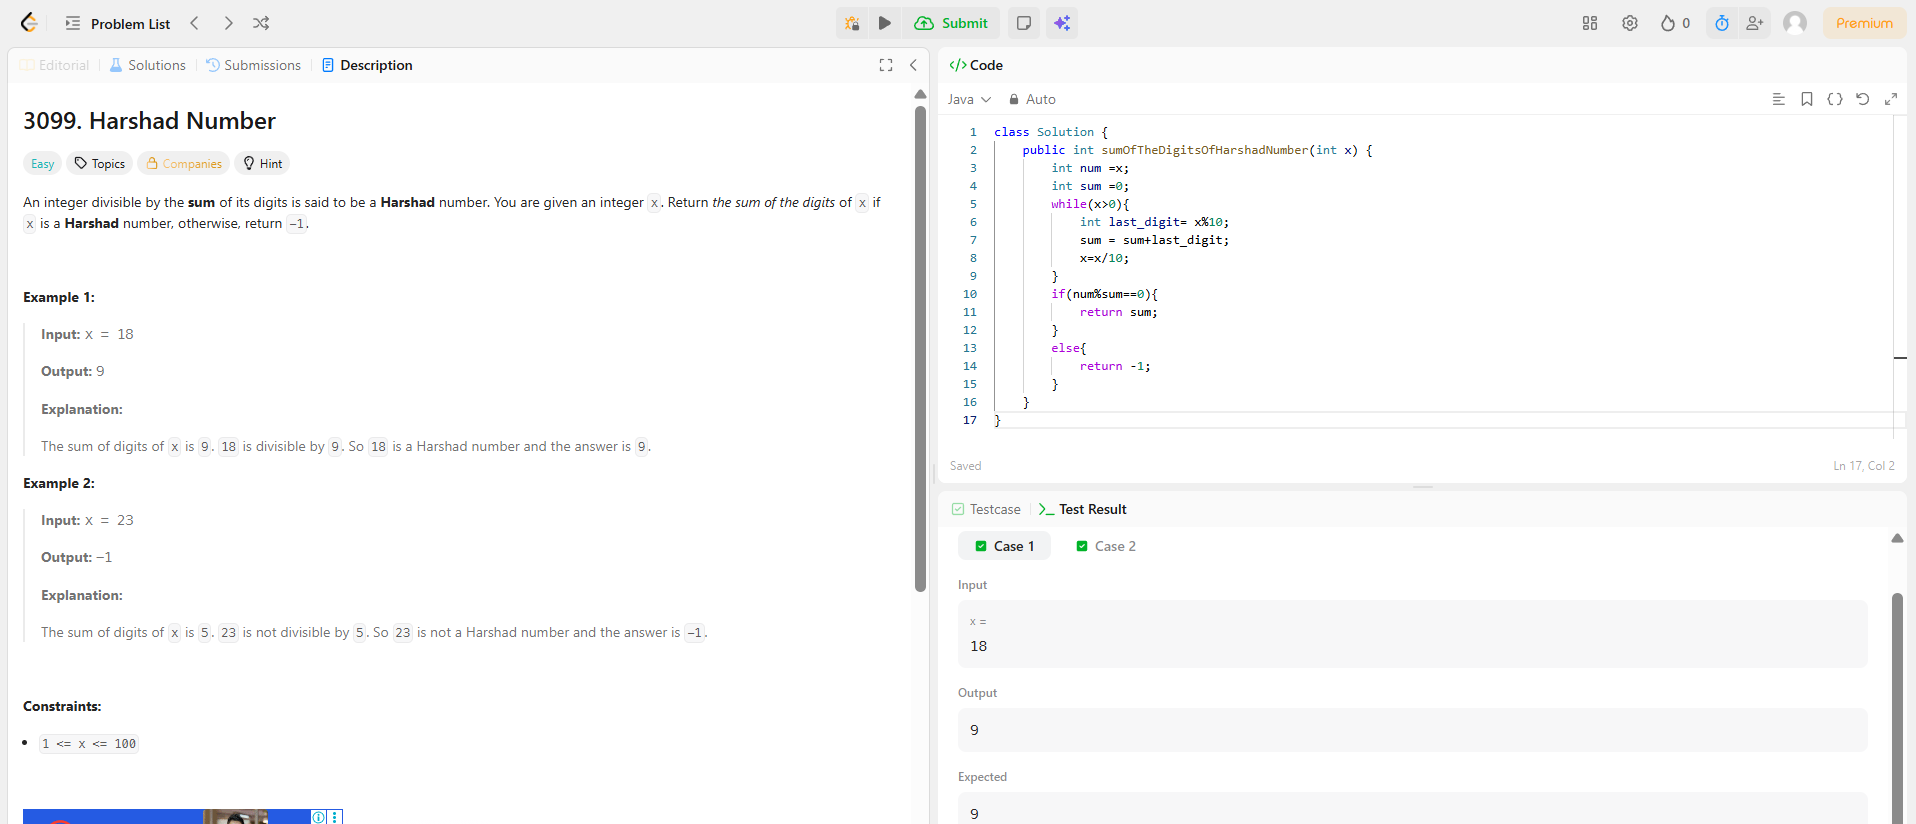 Problem List
Submit
0
Premium
Editorial
Solutions
Submissions
Description
3099. Harshad Number
Easy
Topics
Companies
Hint
An integer divisible by the sum of its digits is said to be a Harshad number. You are given an integer x. Return the sum of the digits of x if
x is a Harshad number, otherwise, return -1.
Example 1:
Input: x = 18
Output: 9
Explanation:
The sum of digits of x is 9. 18 is divisible by 9. So 18 is a Harshad number and the answer is 9.
Example 2:
Input: x = 23
Output: -1
Explanation:
The sum of digits of x is 5. 23 is not divisible by 5. So 23 is not a Harshad number and the answer is -1.
Constraints:
• 1 <= x <= 100
</> Code
Java
Auto
1 class Solution {
2     public int sumOfTheDigitsOfHarshadNumber(int x) {
3         int num =x;
4         int sum =0;
5         while(x>0){
6             int last_digit= x%10;
7             sum = sum+last_digit;
8             x=x/10;
9         }
10         if(num%sum==0){
11             return sum;
12         }
13         else{
14             return -1;
15         }
16     }
17 }
Saved
Ln 17, Col 2
Testcase
Test Result
Case 1
Case 2
Input
x =
18
Output
9
Expected
9